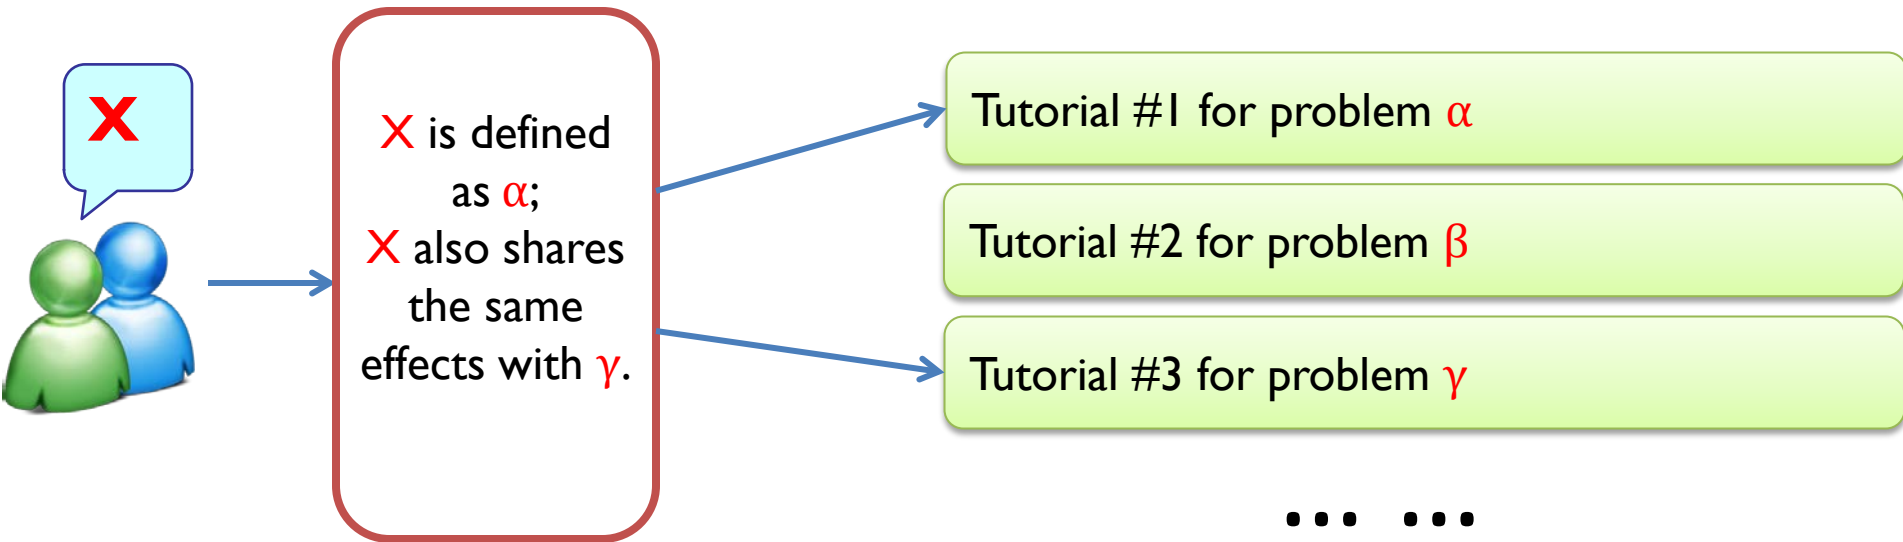 X
X is defined
as α;
X also shares
the same
effects with γ.
Tutorial #1 for problem α
Tutorial #2 for problem β
Tutorial #3 for problem γ
... ...